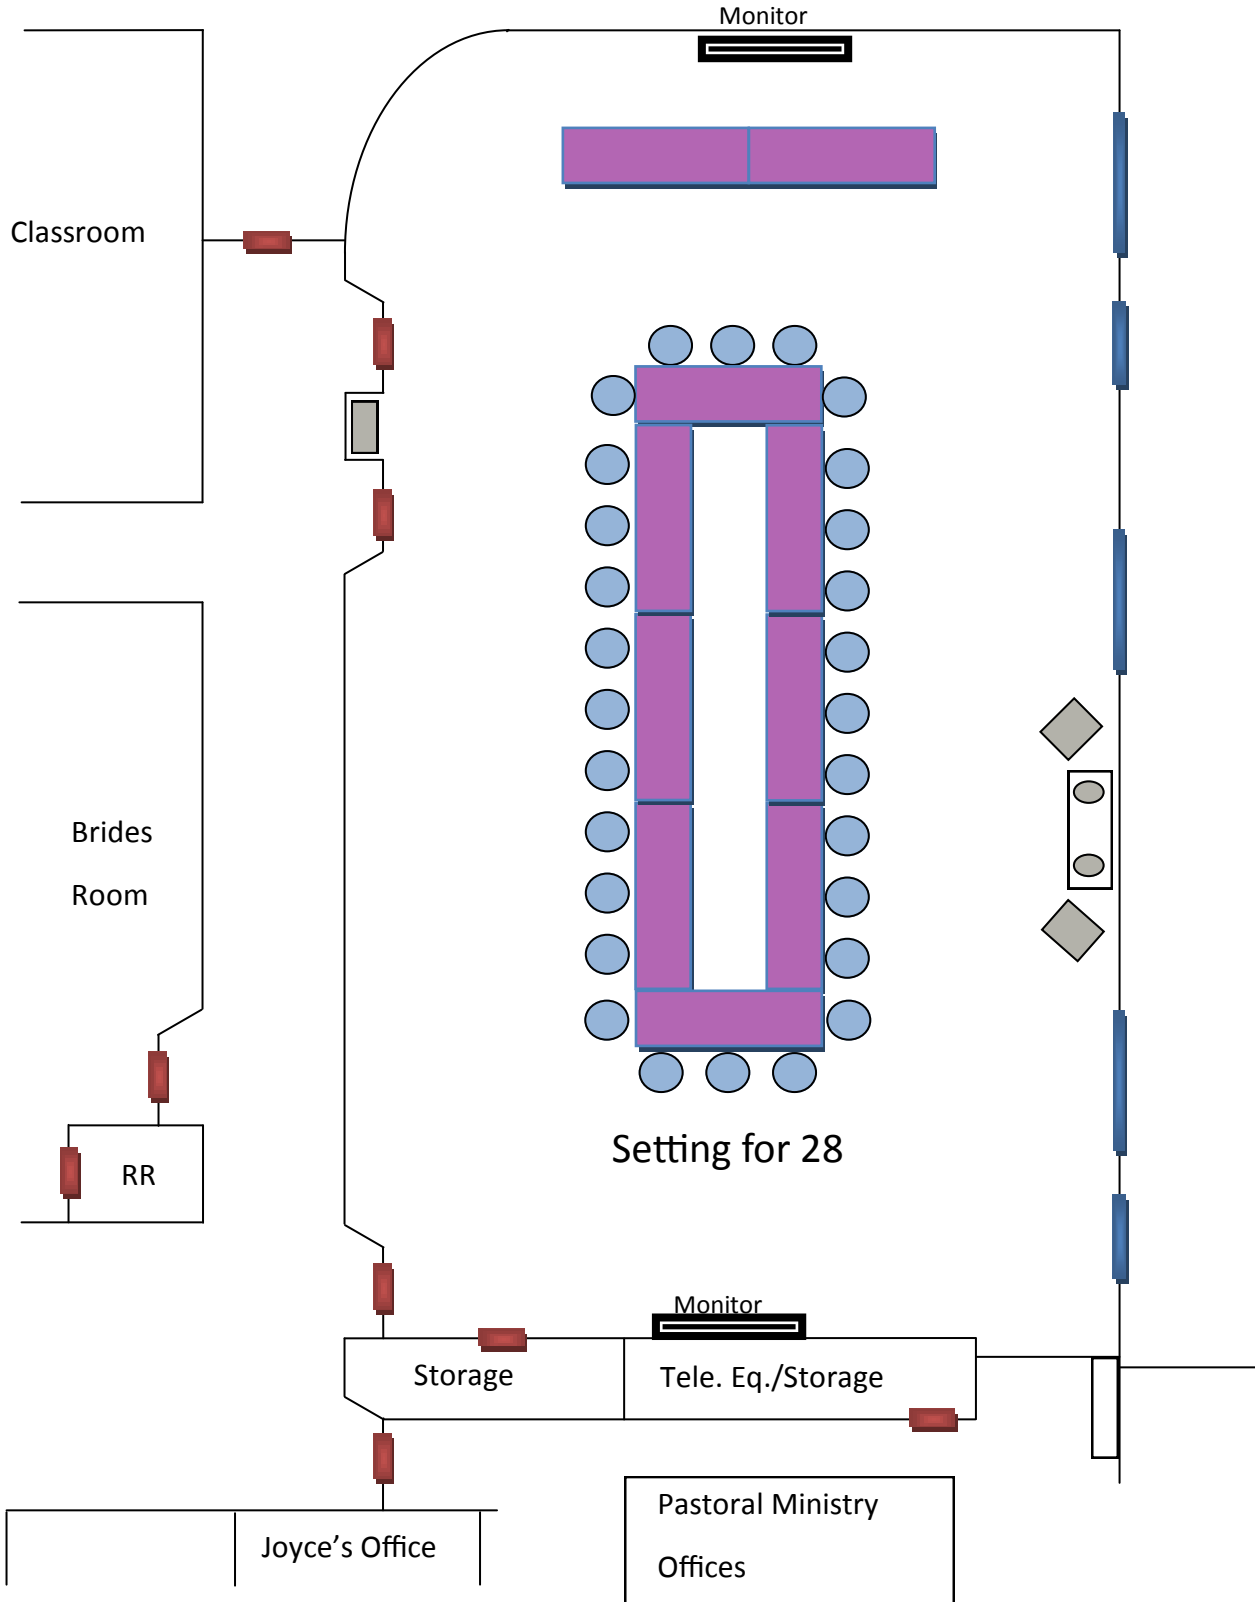 Monitor
Classroom
Brides
Room
RR
Setting for 28
Monitor
Storage
Tele. Eq./Storage
Joyce’s Office
Pastoral Ministry
Offices